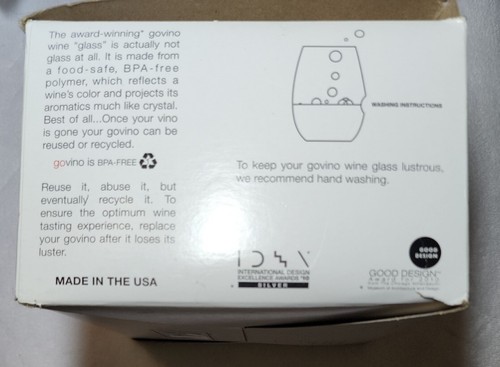 The award-winning* govino
wine "glass" is actually not
glass at all. It is made from
a food-safe, BPA-free
polymer, which reflects a
wine's color and projects its
aromatics much like crystal.
Best of all...Once your vino
is gone your govino can be
reused or recycled.
govino is BPA-FREE
Reuse it, abuse it, but
eventually recycle it. To
ensure the optimum wine
tasting experience, replace
your govino after it loses its
luster.
MADE IN THE USA
WASHING INSTRUCTIONS
To keep your govino wine glass lustrous,
we recommend hand washing.
INTERNATIONAL DESIGN
EXCELLENCE AWARDS
SILVER
GOOD
DESIGN
GOOD DESIGN